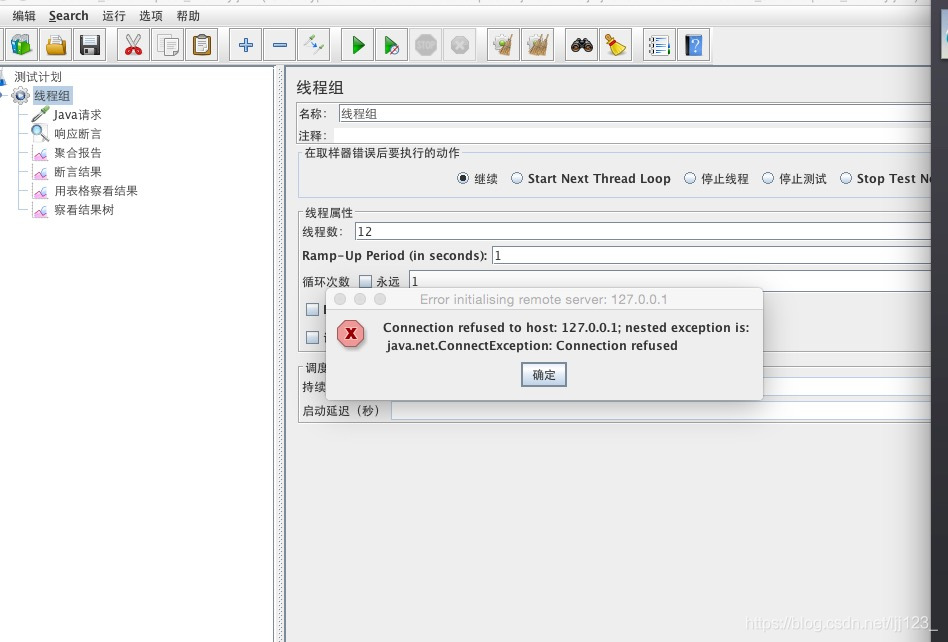 编辑 Search 运行 选项 帮助
STOP
测试计划
线程组
Java请求
响应断言
聚合报告
断言结果
用表格察看结果
察看结果树
线程组
名称: 线程组
注释:
在取样器错误后要执行的动作
继续 Start Next Thread Loop 停止线程 停止测试 Stop Test N
线程属性
线程数: 12
Ramp-Up Period (in seconds): 1
循环次数 永远 1
Error initialising remote server: 127.0.0.1
Connection refused to host: 127.0.0.1; nested exception is:
java.net.ConnectException: Connection refused
确定
调度
持续
启动延迟（秒）
https://blog.csdn.net/ljj123_